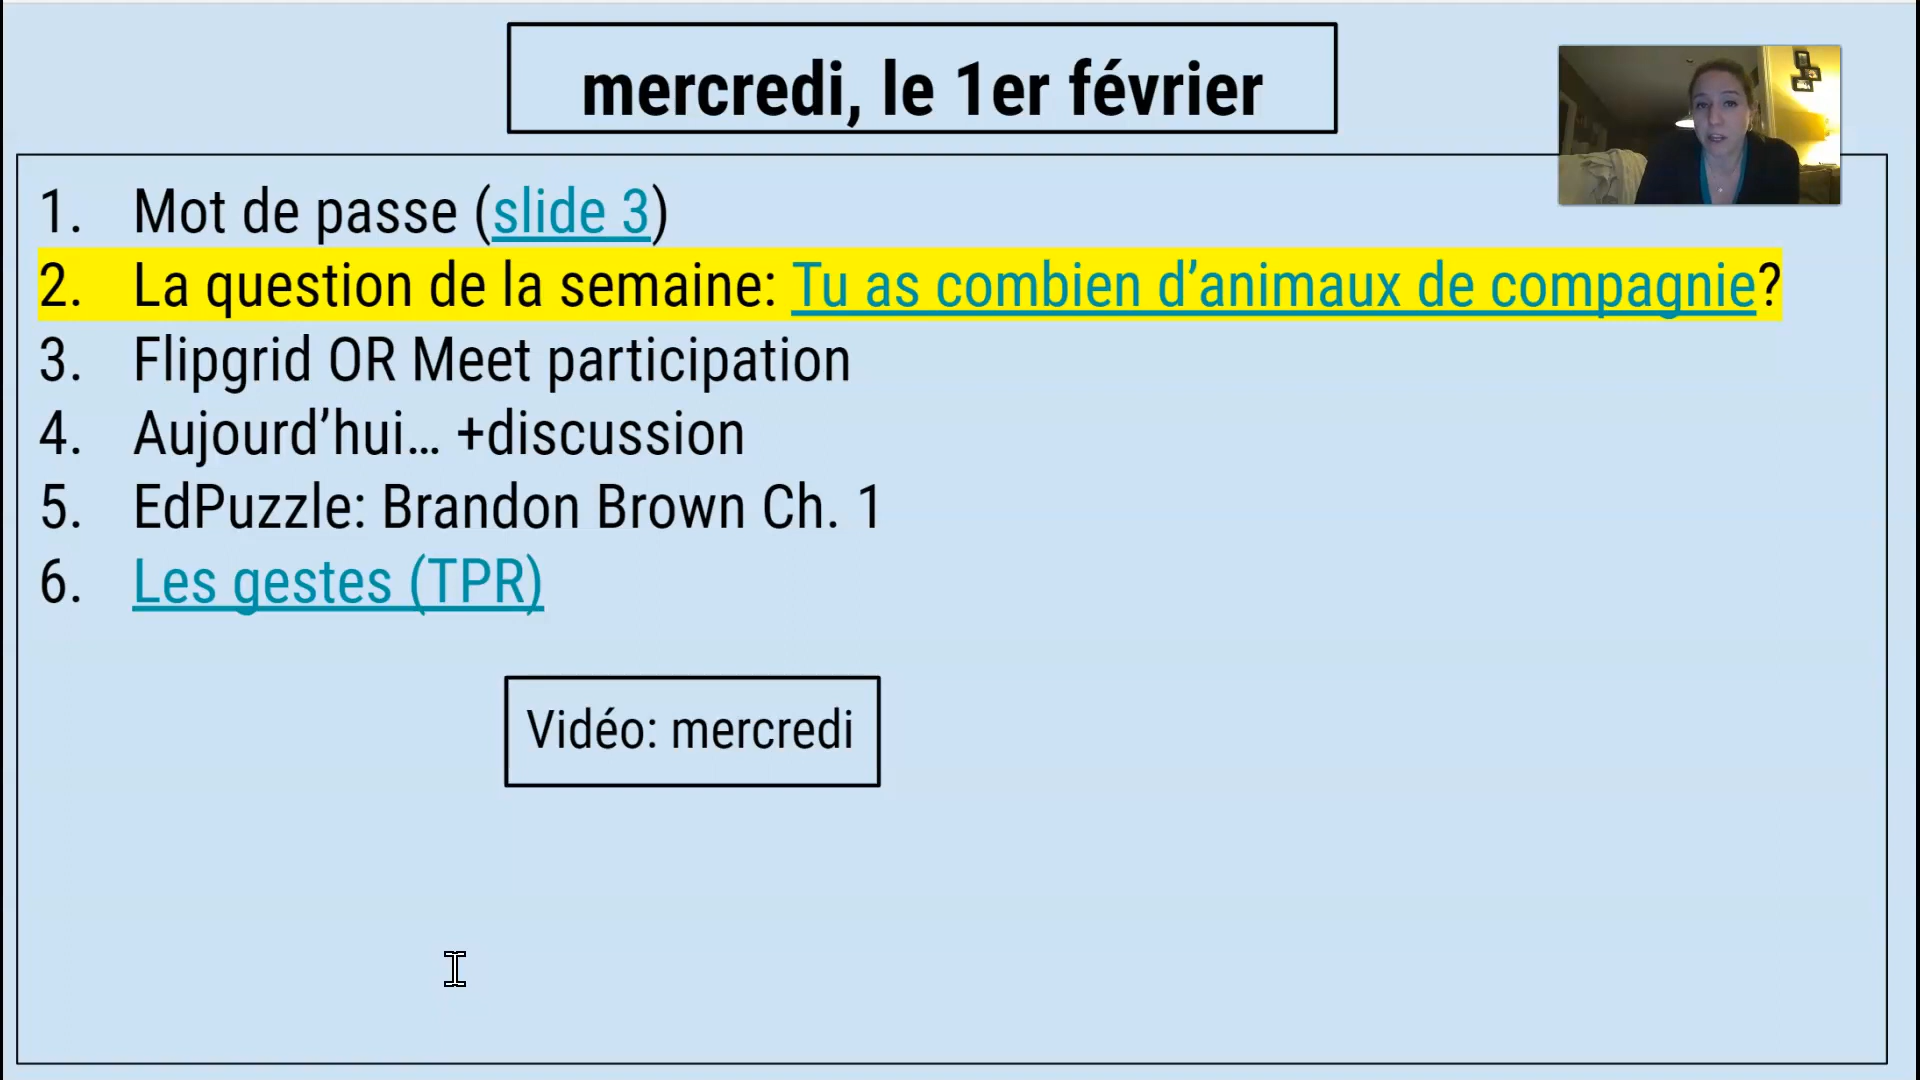 mercredi, le 1er février
1. Mot de passe (slide 3)
2. La question de la semaine: Tu as combien d’animaux de compagnie?
3. Flipgrid OR Meet participation
4. Aujourd’hui... +discussion
5. EdPuzzle: Brandon Brown Ch. 1
6. Les gestes (TPR)
Vidéo: mercredi